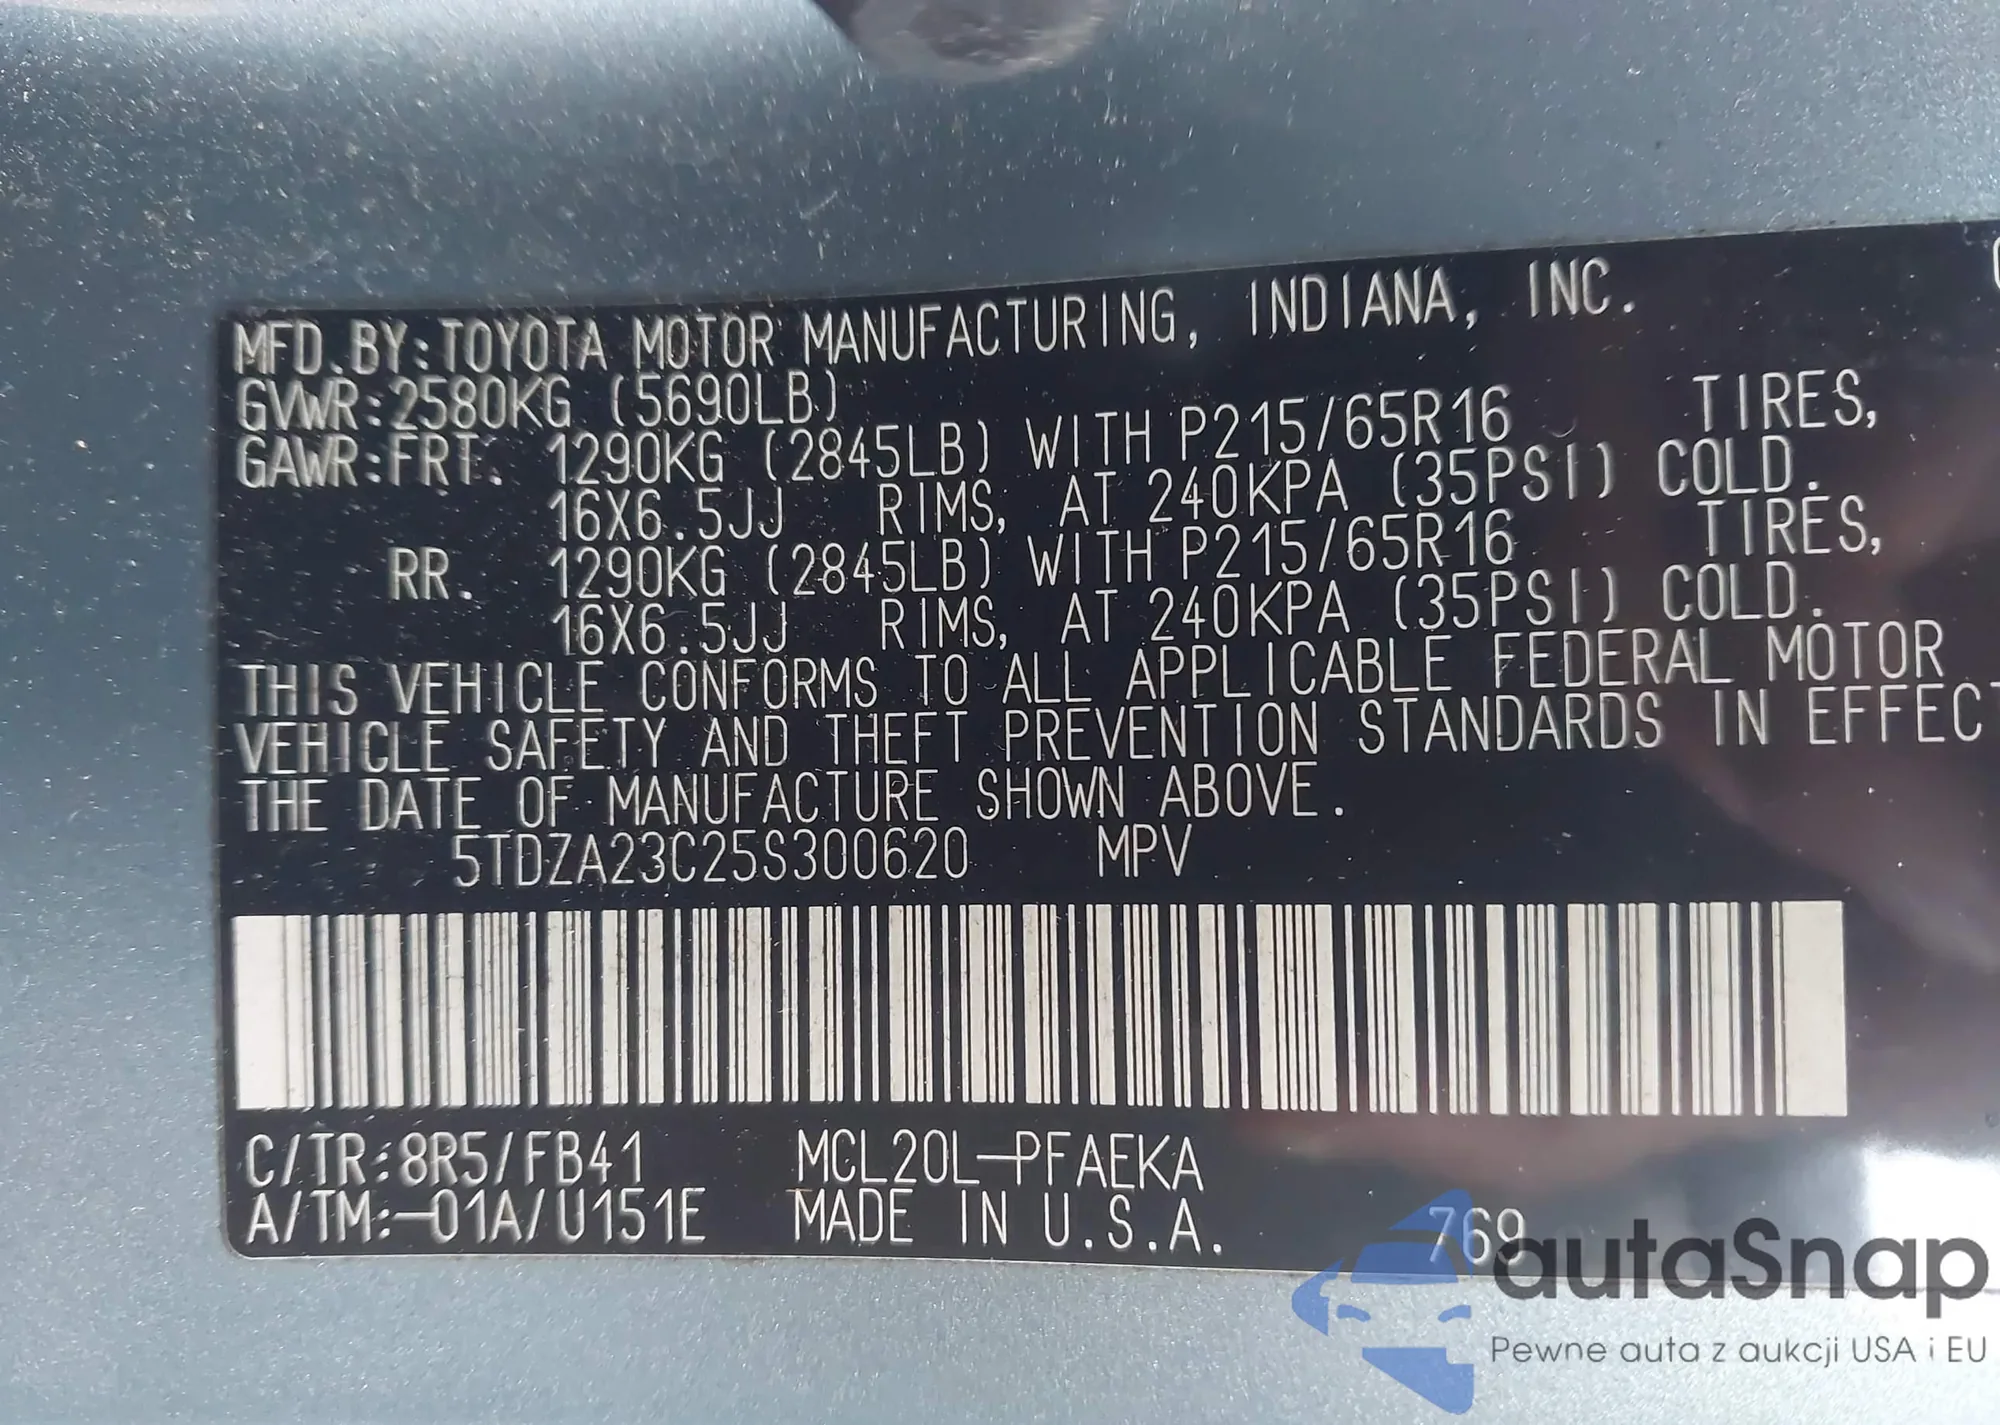 MFD.BY:TOYOTA MOTOR MANUFACTURING, INDIANA, INC.
GVWR:2580KG (5690LB)
GAWR:FRT. 1290KG (2845LB) WITH P215/65R16 TIRES,
16X6.5JJ RIMS, AT 240KPA (35PSI) COLD.
RR. 1290KG (2845LB) WITH P215/65R16 TIRES,
16X6.5JJ RIMS, AT 240KPA (35PSI) COLD.
THIS VEHICLE CONFORMS TO ALL APPLICABLE FEDERAL MOTOR
VEHICLE SAFETY AND THEFT PREVENTION STANDARDS IN EFFECT
THE DATE OF MANUFACTURE SHOWN ABOVE.
5TDZA23C25S300620 MPV
C/TR:8R5/FB41 MCL20L-PFAEKA
A/TM:-01A/U151E MADE IN U.S.A. 769
autaSnap
Pewne auta z aukcji USA i EU